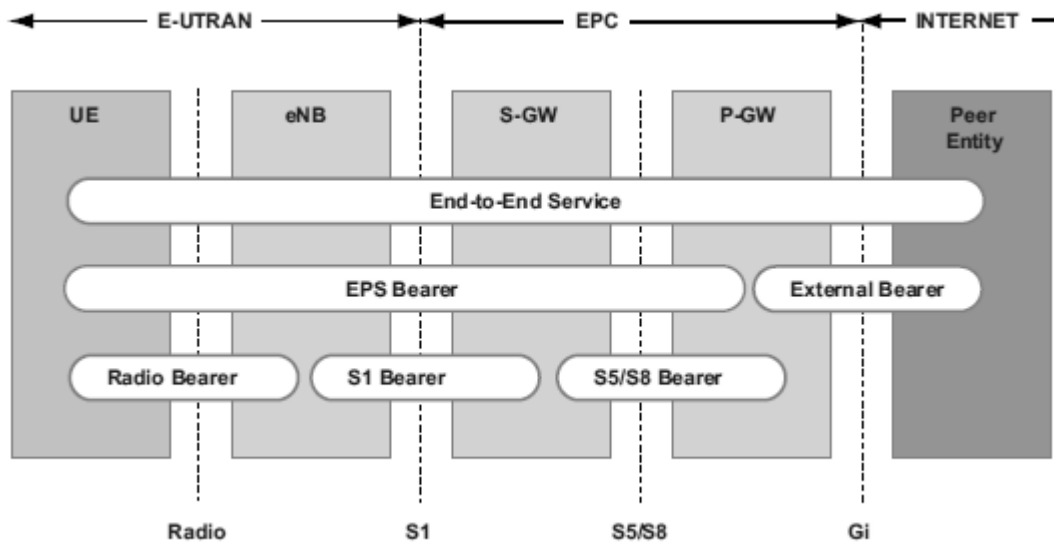 E-UTRAN EPC INTERNET
UE eNB S-GW P-GW Peer
Entity
End-to-End Service
EPS Bearer External Bearer
Radio Bearer S1 Bearer S5/S8 Bearer
Radio S1 S5/S8 Gi